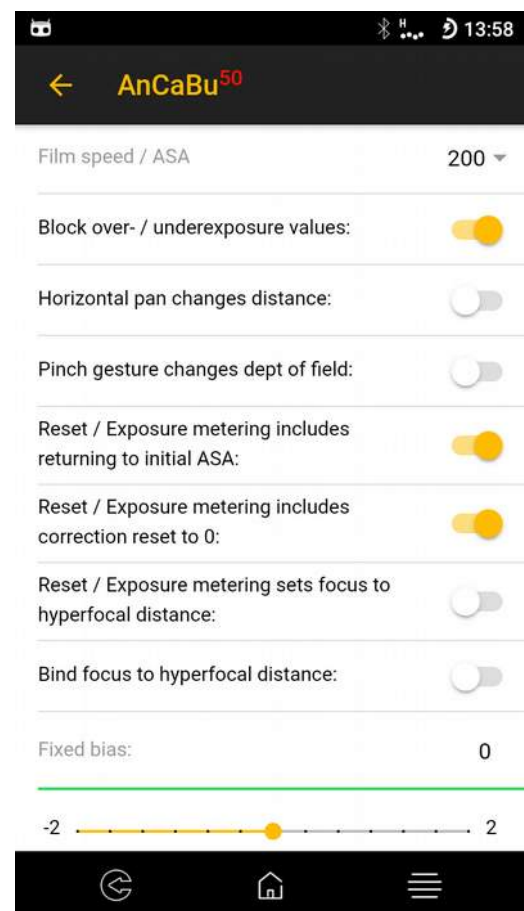 H 13:58
AnCaBu50
Film speed / ASA 200
Block over- / underexposure values:
Horizontal pan changes distance:
Pinch gesture changes dept of field:
Reset / Exposure metering includes
returning to initial ASA:
Reset / Exposure metering includes
correction reset to 0:
Reset / Exposure metering sets focus to
hyperfocal distance:
Bind focus to hyperfocal distance:
Fixed bias: 0
-2 2